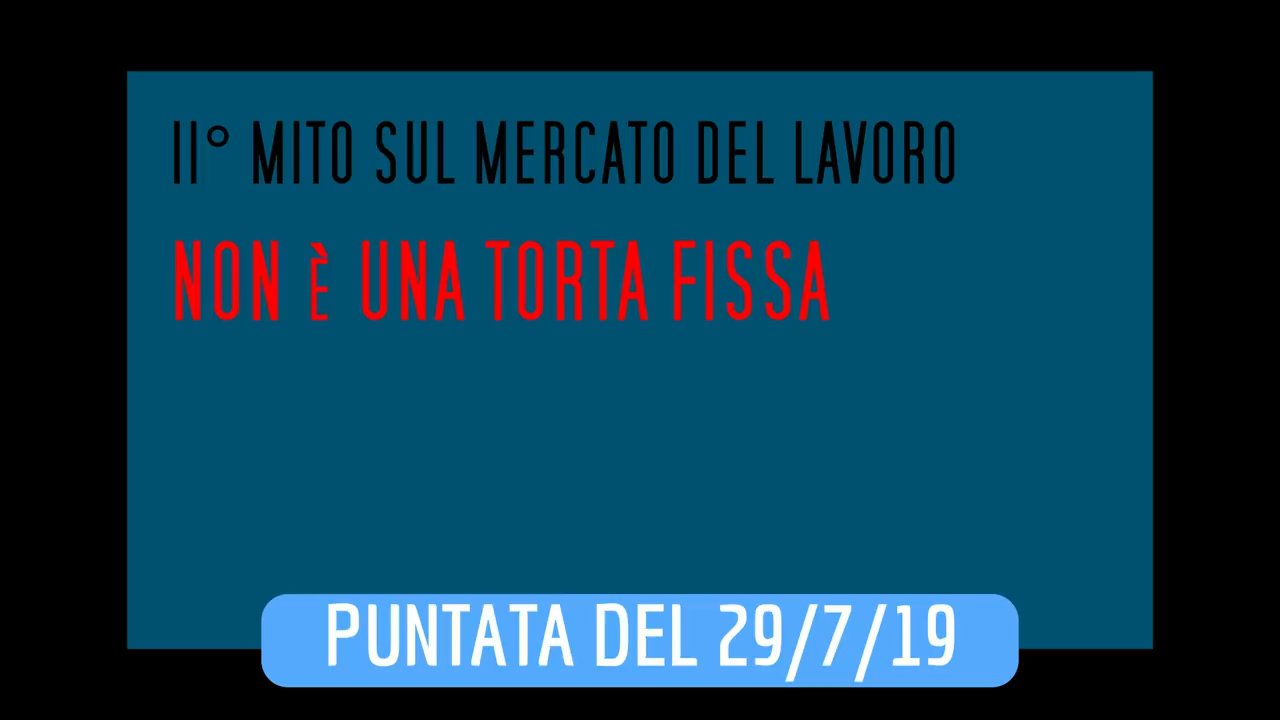 II° MITO SUL MERCATO DEL LAVORO
NON È UNA TORTA FISSA
PUNTATA DEL 29/7/19